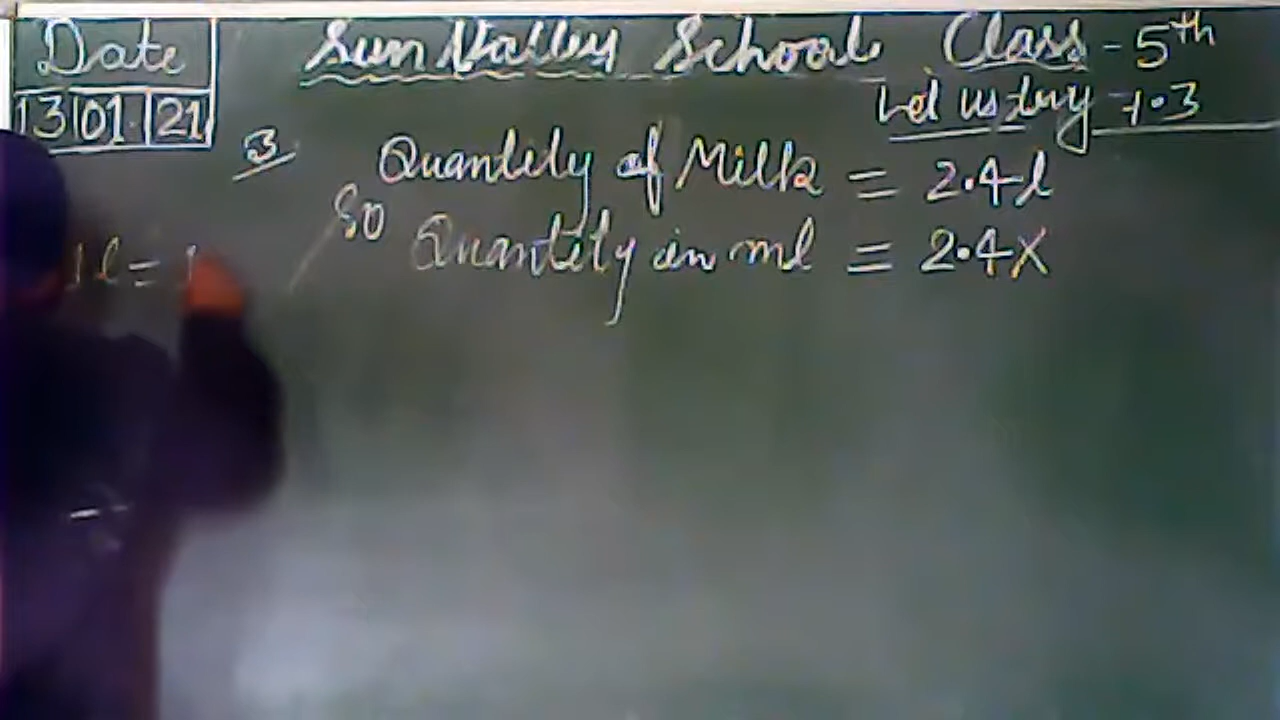 Date
13 01 21
Sun Valley School Class - 5th
Let us try - 7.3
3 Quantity of Milk = 2.4 l
So Quantity in ml = 2.4 X
1 l =